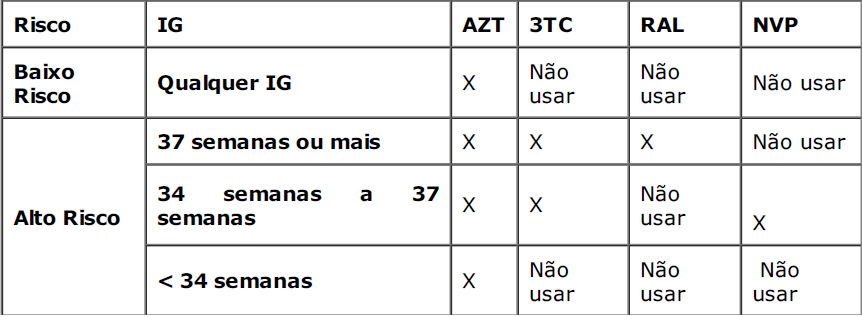 Risco IG AZT 3TC RAL NVP
Baixo Risco Qualquer IG X Não usar Não usar Não usar
Alto Risco 37 semanas ou mais X X X Não usar
34 semanas a 37 semanas X X Não usar X
< 34 semanas X Não usar Não usar Não usar